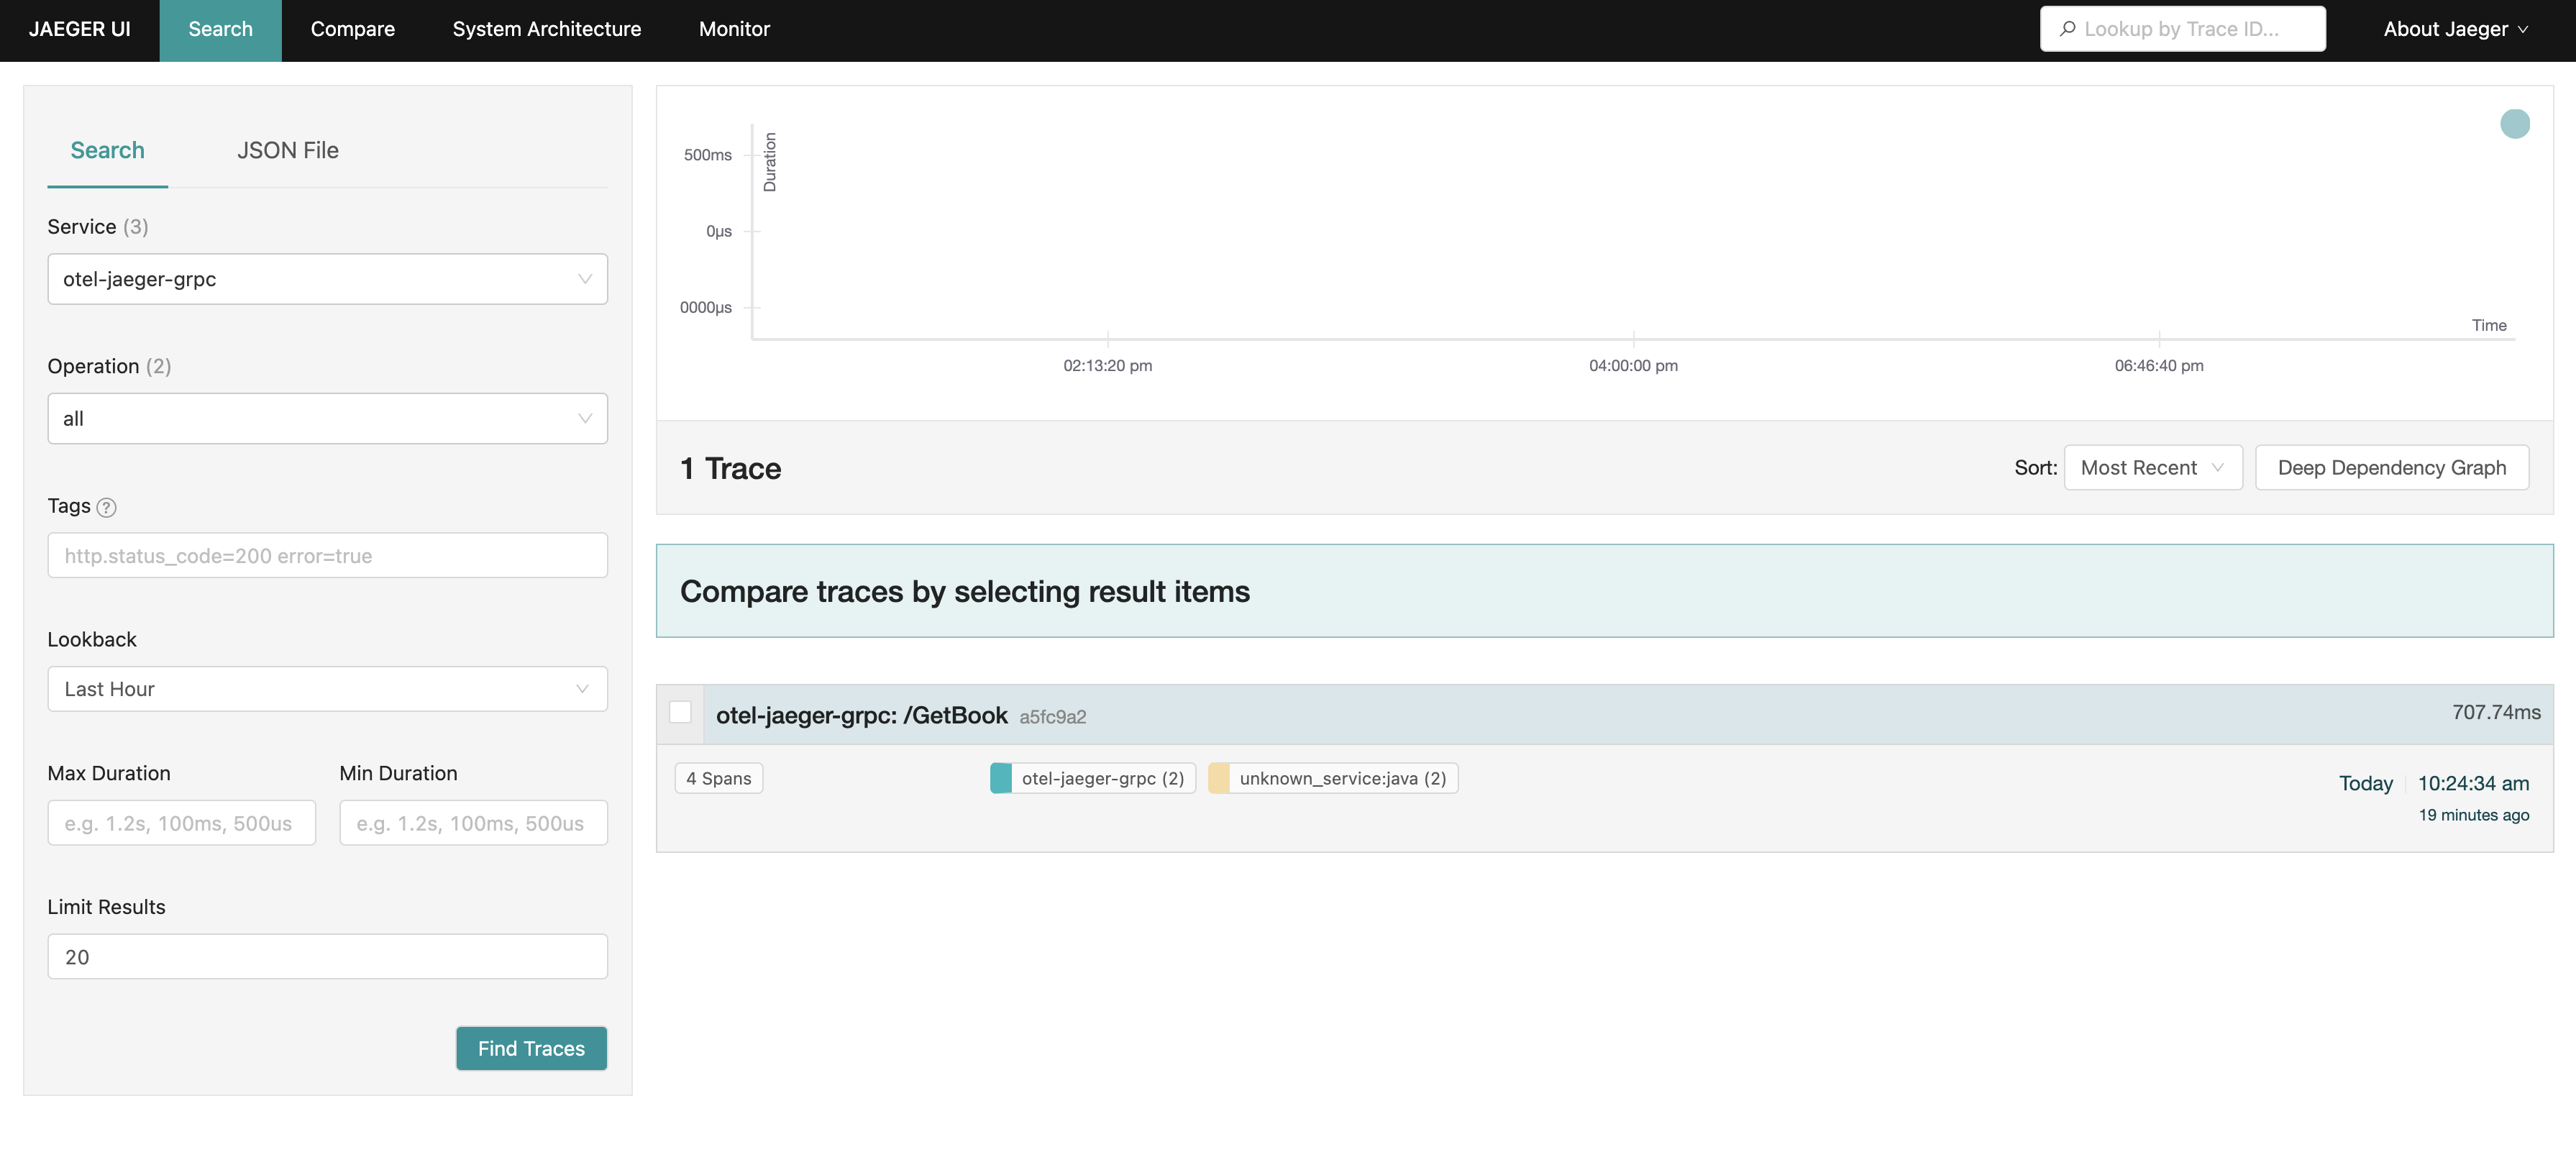 JAEGER UI
Search
Compare
System Architecture
Monitor
Lookup by Trace ID...
About Jaeger
Search
JSON File
Service (3)
otel-jaeger-grpc
Operation (2)
all
Tags ?
http.status_code=200 error=true
Lookback
Last Hour
Max Duration
Min Duration
e.g. 1.2s, 100ms, 500us
e.g. 1.2s, 100ms, 500us
Limit Results
20
Find Traces
Duration
500ms
0μs
0000μs
Time
02:13:20 pm
04:00:00 pm
06:46:40 pm
1 Trace
Sort:
Most Recent
Deep Dependency Graph
Compare traces by selecting result items
otel-jaeger-grpc: /GetBook a5fc9a2
707.74ms
4 Spans
otel-jaeger-grpc (2)
unknown_service:java (2)
Today
10:24:34 am
19 minutes ago